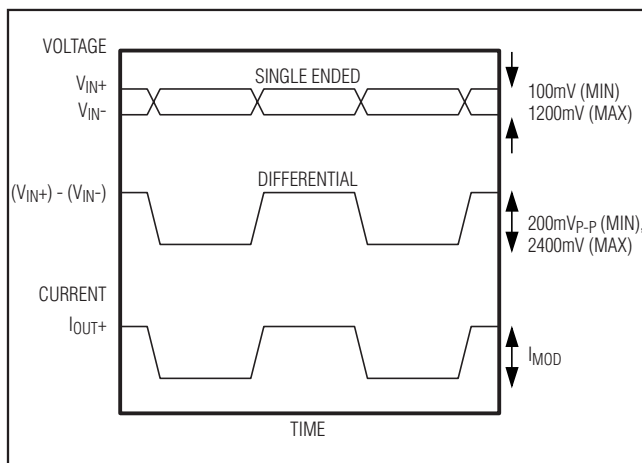 VOLTAGE
VIN+
VIN-
SINGLE ENDED
100mV (MIN)
1200mV (MAX)
(VIN+) - (VIN-)
DIFFERENTIAL
200mVP-P (MIN),
2400mV (MAX)
CURRENT
IOUT+
IMOD
TIME